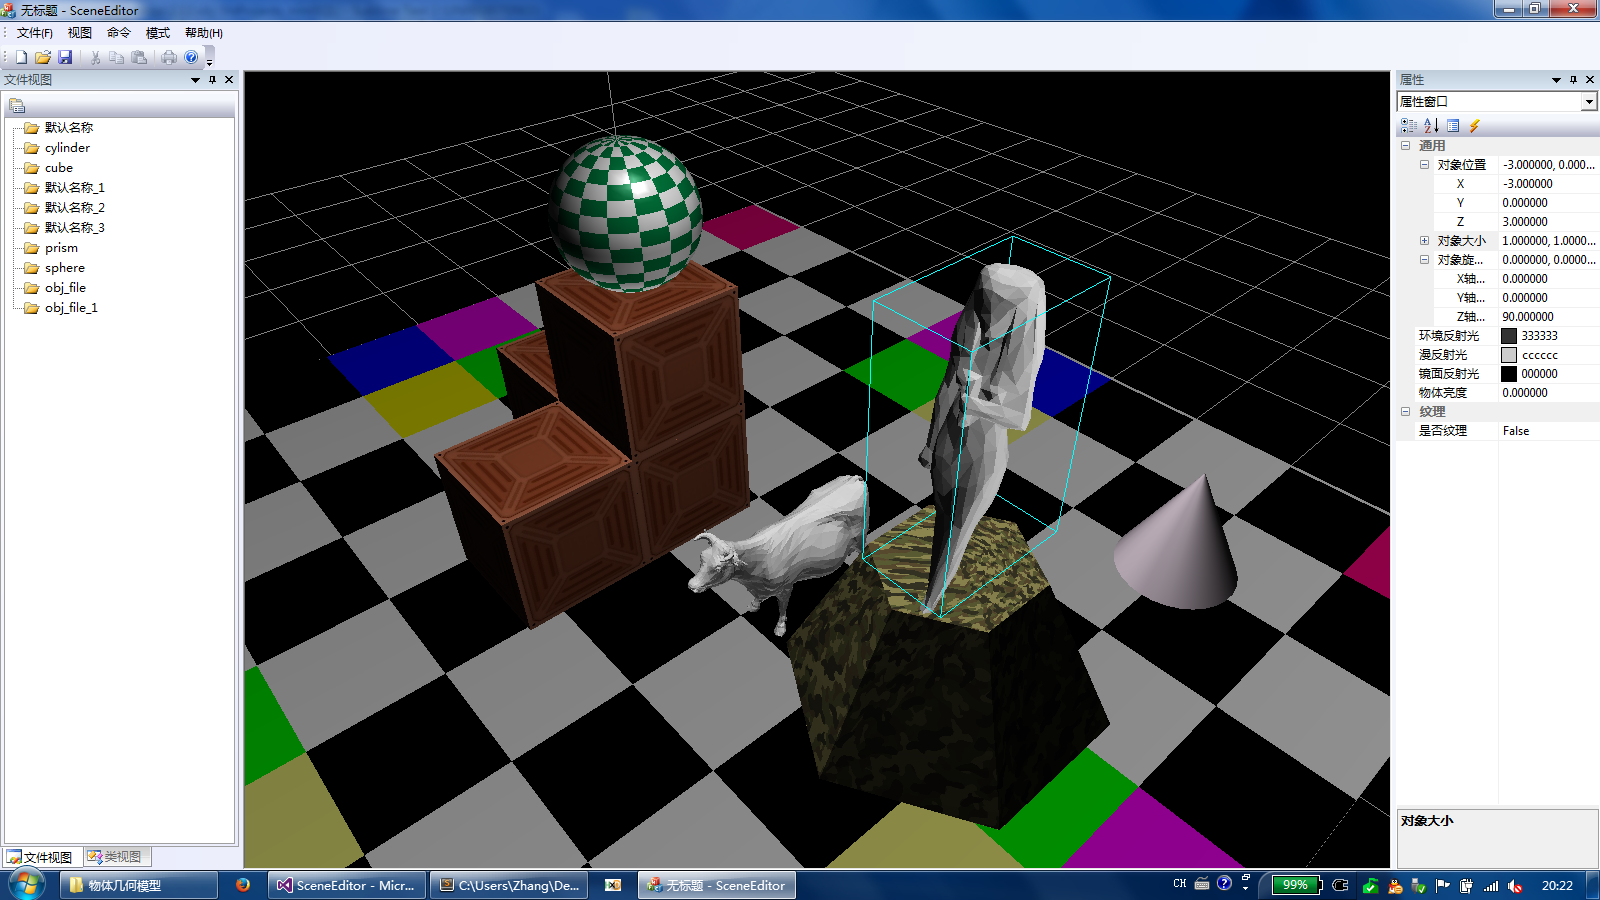 无标题 - SceneEditor
文件(F) 视图 命令 模式 帮助(H)
文件视图
默认名称
cylinder
cube
默认名称_1
默认名称_2
默认名称_3
prism
sphere
obj_file
obj_file_1
文件视图 类视图
属性
属性窗口
通用
对象位置 -3.000000, 0.000...
X -3.000000
Y 0.000000
Z 3.000000
对象大小 1.000000, 1.0000...
对象旋... 0.000000, 0.0000...
X轴... 0.000000
Y轴... 0.000000
Z轴... 90.000000
环境反射光 333333
漫反射光 cccccc
镜面反射光 000000
物体亮度 0.000000
纹理
是否纹理 False
对象大小
物体几何模型
SceneEditor - Micr...
C:\Users\Zhang\De...
无标题 - SceneEditor
CH
99%
20:22